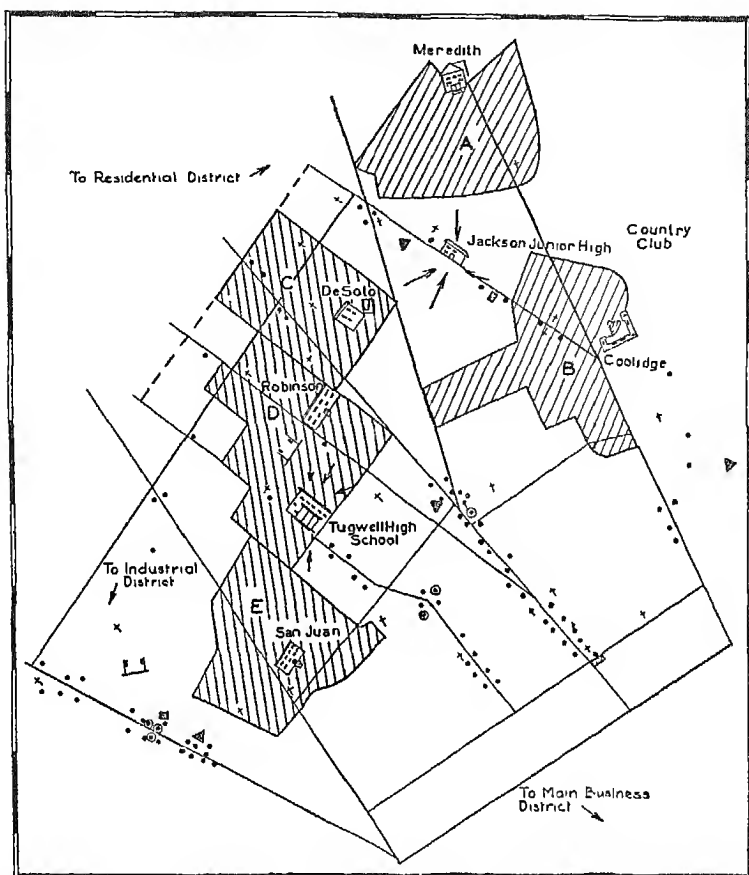 Meredith
A
To Residential District
Jackson Junior High
Country
Club
C
DeSoto
B
Coolidge
Robinson
D
Tugwell High
School
To Industrial
District
E
San Juan
To Main Business
District